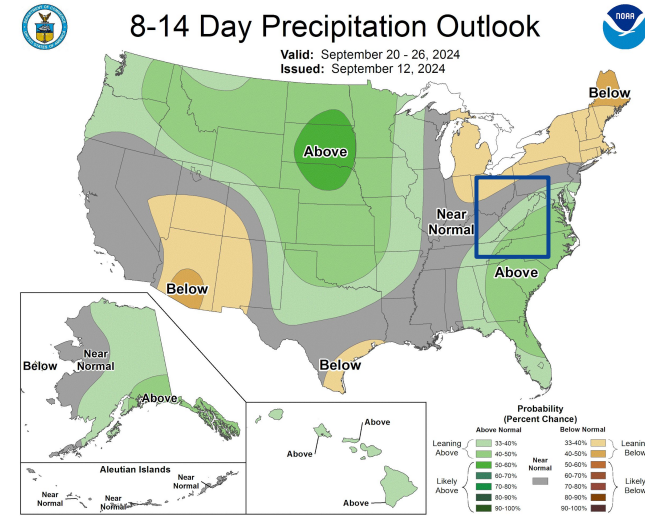 8-14 Day Precipitation Outlook
Valid: September 20 - 26, 2024
Issued: September 12, 2024
NOAA
Below
Above
Near
Normal
Above
Below
Below
Near
Normal
Below
Above
Aleutian Islands
Near
Normal
Near
Normal
Near
Normal
Above
Above
Above
Probability
(Percent Chance)
Above Normal
Below Normal
Leaning
Above
33-40%
40-50%
Likely
Above
50-60%
60-70%
70-80%
80-90%
90-100%
Near
Normal
33-40%
40-50%
50-60%
60-70%
70-80%
80-90%
90-100%
Leanin
Below
Likely
Below